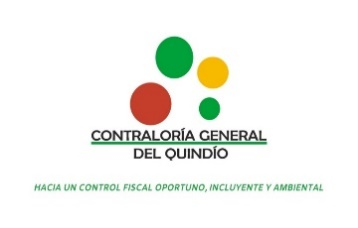 CONTRALORÍA GENERAL
DEL QUINDÍO
HACIA UN CONTROL FISCAL OPORTUNO, INCLUYENTE Y AMBIENTAL